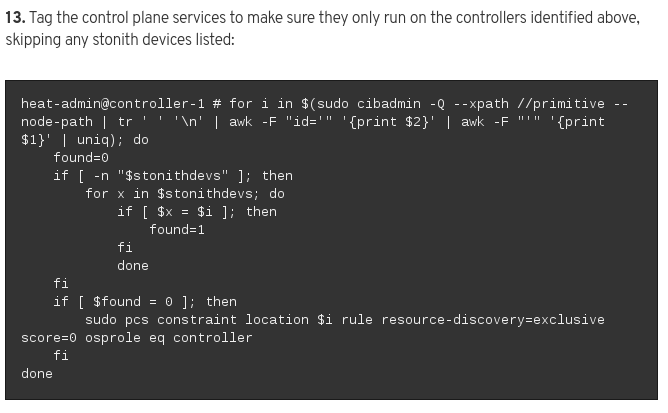 13. Tag the control plane services to make sure they only run on the controllers identified above,
skipping any stonith devices listed:
heat-admin@controller-1 # for i in $(sudo cibadmin -Q --xpath //primitive --
node-path | tr ' ' '\n' | awk -F "id='" '{print $2}' | awk -F "'" '{print
$1}' | uniq); do
    found=0
    if [ -n "$stonithdevs" ]; then
        for x in $stonithdevs; do
            if [ $x = $i ]; then
                found=1
            fi
            done
    fi
    if [ $found = 0 ]; then
        sudo pcs constraint location $i rule resource-discovery=exclusive
score=0 osprole eq controller
    fi
done